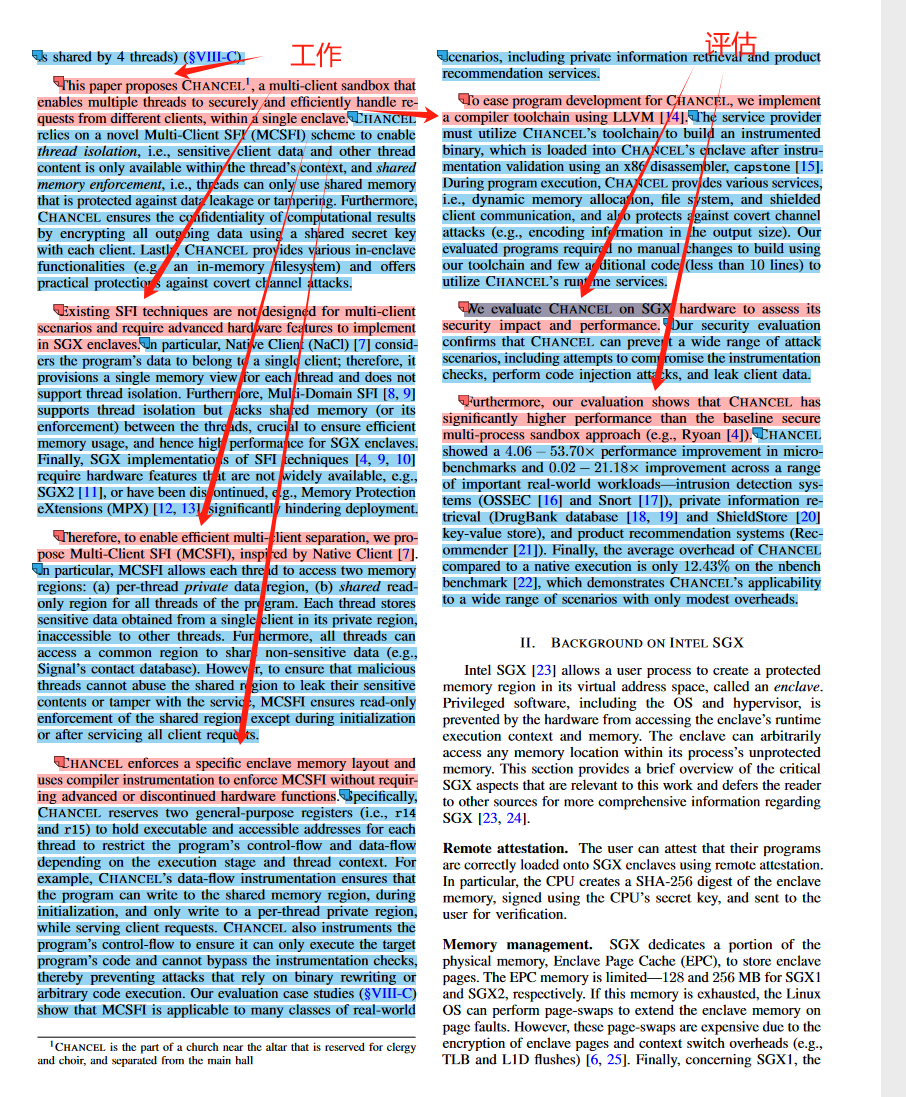 工作
s shared by 4 threads) (§VIII-C).
This paper proposes CHANCEL1, a multi-client sandbox that
enables multiple threads to securely and efficiently handle re-
quests from different clients, within a single enclave. CHANCEL
relies on a novel Multi-Client SFI (MCSFI) scheme to enable
thread isolation, i.e., sensitive client data and other thread
content is only available within the thread's context, and shared
memory enforcement, i.e., threads can only use shared memory
that is protected against data leakage or tampering. Furthermore,
CHANCEL ensures the confidentiality of computational results
by encrypting all outgoing data using a shared secret key
with each client. Lastly, CHANCEL provides various in-enclave
functionalities (e.g., an in-memory filesystem) and offers
practical protections against covert channel attacks.
Existing SFI techniques are not designed for multi-client
scenarios and require advanced hardware features to implement
in SGX enclaves. In particular, Native Client (NaCl) [7] consid-
ers the program's data to belong to a single client; therefore, it
provisions a single memory view for each thread and does not
support thread isolation. Furthermore, Multi-Domain SFI [8, 9]
supports thread isolation but lacks shared memory (or its
enforcement) between the threads, crucial to ensure efficient
memory usage, and hence high performance for SGX enclaves.
Finally, SGX implementations of SFI techniques [4, 9, 10]
require hardware features that are not widely available, e.g.,
SGX2 [11], or have been discontinued, e.g., Memory Protection
eXtensions (MPX) [12, 13], significantly hindering deployment.
Therefore, to enable efficient multi-client separation, we pro-
pose Multi-Client SFI (MCSFI), inspired by Native Client [7].
In particular, MCSFI allows each thread to access two memory
regions: (a) per-thread private data region, (b) shared read-
only region for all threads of the program. Each thread stores
sensitive data obtained from a single client in its private region,
inaccessible to other threads. Furthermore, all threads can
access a common region to share non-sensitive data (e.g.,
Signal's contact database). However, to ensure that malicious
threads cannot abuse the shared region to leak their sensitive
contents or tamper with the service, MCSFI ensures read-only
enforcement of the shared region, except during initialization
or after servicing all client requests.
CHANCEL enforces a specific enclave memory layout and
uses compiler instrumentation to enforce MCSFI without requir-
ing advanced or discontinued hardware functions. Specifically,
CHANCEL reserves two general-purpose registers (i.e., r14
and r15) to hold executable and accessible addresses for each
thread to restrict the program's control-flow and data-flow
depending on the execution stage and thread context. For
example, CHANCEL's data-flow instrumentation ensures that
the program can write to the shared memory region, during
initialization, and only write to a per-thread private region,
while serving client requests. CHANCEL also instruments the
program's control-flow to ensure it can only execute the target
program's code and cannot bypass the instrumentation checks,
thereby preventing attacks that rely on binary rewriting or
arbitrary code execution. Our evaluation case studies (§VIII-C)
show that MCSFI is applicable to many classes of real-world
1CHANCEL is the part of a church near the altar that is reserved for clergy
and choir, and separated from the main hall
评估
scenarios, including private information retrieval and product
recommendation services.
To ease program development for CHANCEL, we implement
a compiler toolchain using LLVM [14]. The service provider
must utilize CHANCEL's toolchain to build an instrumented
binary, which is loaded into CHANCEL's enclave after instru-
mentation validation using an x86 disassembler, capstone [15].
During program execution, CHANCEL provides various services,
i.e., dynamic memory allocation, file system, and shielded
client communication, and also protects against covert channel
attacks (e.g., encoding information in the output size). Our
evaluated programs required no manual changes to build using
our toolchain and few additional code (less than 10 lines) to
utilize CHANCEL's runtime services.
We evaluate CHANCEL on SGX hardware to assess its
security impact and performance. Our security evaluation
confirms that CHANCEL can prevent a wide range of attack
scenarios, including attempts to compromise the instrumentation
checks, perform code injection attacks, and leak client data.
Furthermore, our evaluation shows that CHANCEL has
significantly higher performance than the baseline secure
multi-process sandbox approach (e.g., Ryoan [4]). CHANCEL
showed a 4.06 − 53.70× performance improvement in micro-
benchmarks and 0.02 − 21.18× improvement across a range
of important real-world workloads—intrusion detection sys-
tems (OSSEC [16] and Snort [17]), private information re-
trieval (DrugBank database [18, 19] and ShieldStore [20]
key-value store), and product recommendation systems (Rec-
ommender [21]). Finally, the average overhead of CHANCEL
compared to a native execution is only 12.43% on the nbench
benchmark [22], which demonstrates CHANCEL's applicability
to a wide range of scenarios with only modest overheads.
II. BACKGROUND ON INTEL SGX
Intel SGX [23] allows a user process to create a protected
memory region in its virtual address space, called an enclave.
Privileged software, including the OS and hypervisor, is
prevented by the hardware from accessing the enclave's runtime
execution context and memory. The enclave can arbitrarily
access any memory location within its process's unprotected
memory. This section provides a brief overview of the critical
SGX aspects that are relevant to this work and defers the reader
to other sources for more comprehensive information regarding
SGX [23, 24].
Remote attestation. The user can attest that their programs
are correctly loaded onto SGX enclaves using remote attestation.
In particular, the CPU creates a SHA-256 digest of the enclave
memory, signed using the CPU's secret key, and sent to the
user for verification.
Memory management. SGX dedicates a portion of the
physical memory, Enclave Page Cache (EPC), to store enclave
pages. The EPC memory is limited—128 and 256 MB for SGX1
and SGX2, respectively. If this memory is exhausted, the Linux
OS can perform page-swaps to extend the enclave memory on
page faults. However, these page-swaps are expensive due to the
encryption of enclave pages and context switch overheads (e.g.,
TLB and L1D flushes) [6, 25]. Finally, concerning SGX1, the